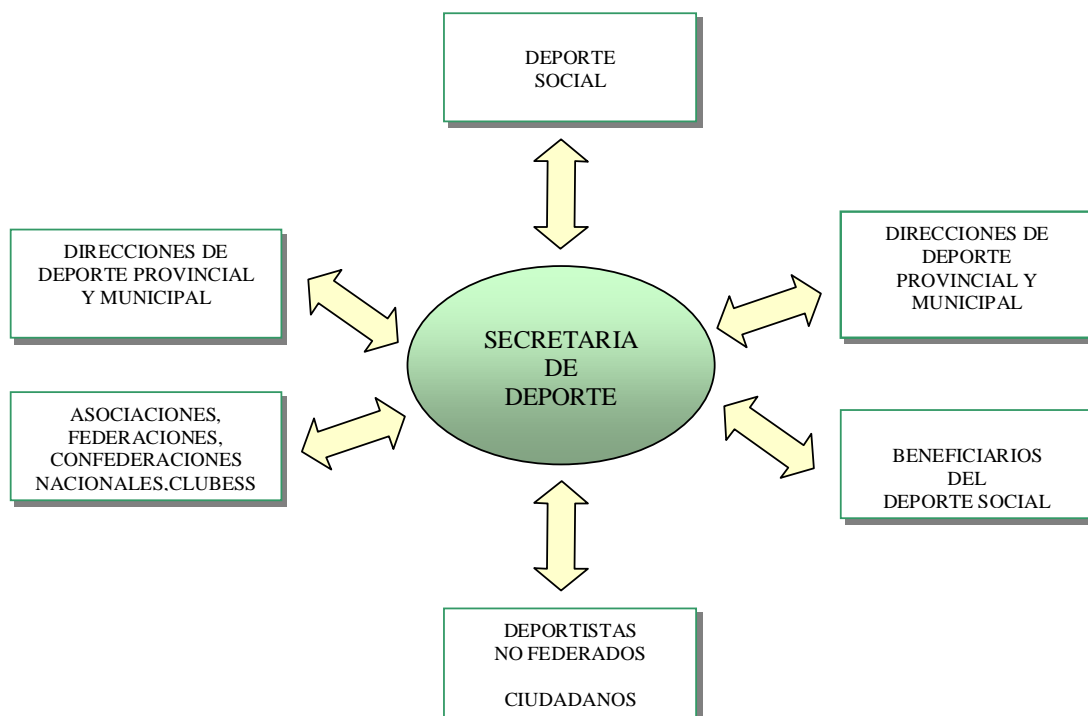 DEPORTE
SOCIAL
DIRECCIONES DE
DEPORTE PROVINCIAL
Y MUNICIPAL
DIRECCIONES DE
DEPORTE
PROVINCIAL Y
MUNICIPAL
SECRETARIA
DE
DEPORTE
ASOCIACIONES,
FEDERACIONES,
CONFEDERACIONES
NACIONALES,CLUBESS
BENEFICIARIOS
DEL
DEPORTE SOCIAL
DEPORTISTAS
NO FEDERADOS
CIUDADANOS